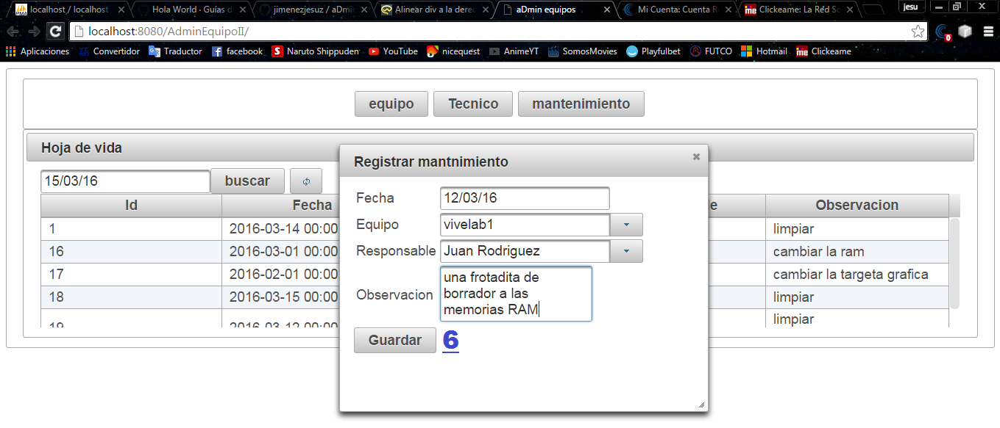 localhost / localhost
Hola World · Guías d
jimenezjesuz / aDmin
Alinear div a la derec
aDmin equipos
Mi Cuenta: Cuenta R
Clickeame: La Red So
jesu
localhost:8080/AdminEquipoII/
0
Aplicaciones
Convertidor
Traductor
facebook
Naruto Shippuden
YouTube
nicequest
AnimeYT
SomosMovies
Playfulbet
FUTCO
Hotmail
Clickeame
equipo
Tecnico
mantenimiento
Hoja de vida
15/03/16
buscar
Id
Fecha
Observacion
1
2016-03-14 00:00
limpiar
16
2016-03-01 00:00
cambiar la ram
17
2016-02-01 00:00
cambiar la targeta grafica
18
2016-03-15 00:00
limpiar
19
2016-03-12 00:00
limpiar
Registrar mantnimiento
Fecha
12/03/16
Equipo
vivelab1
Responsable
Juan Rodriguez
Observacion
una frotadita de
borrador a las
memorias RAM
Guardar
6